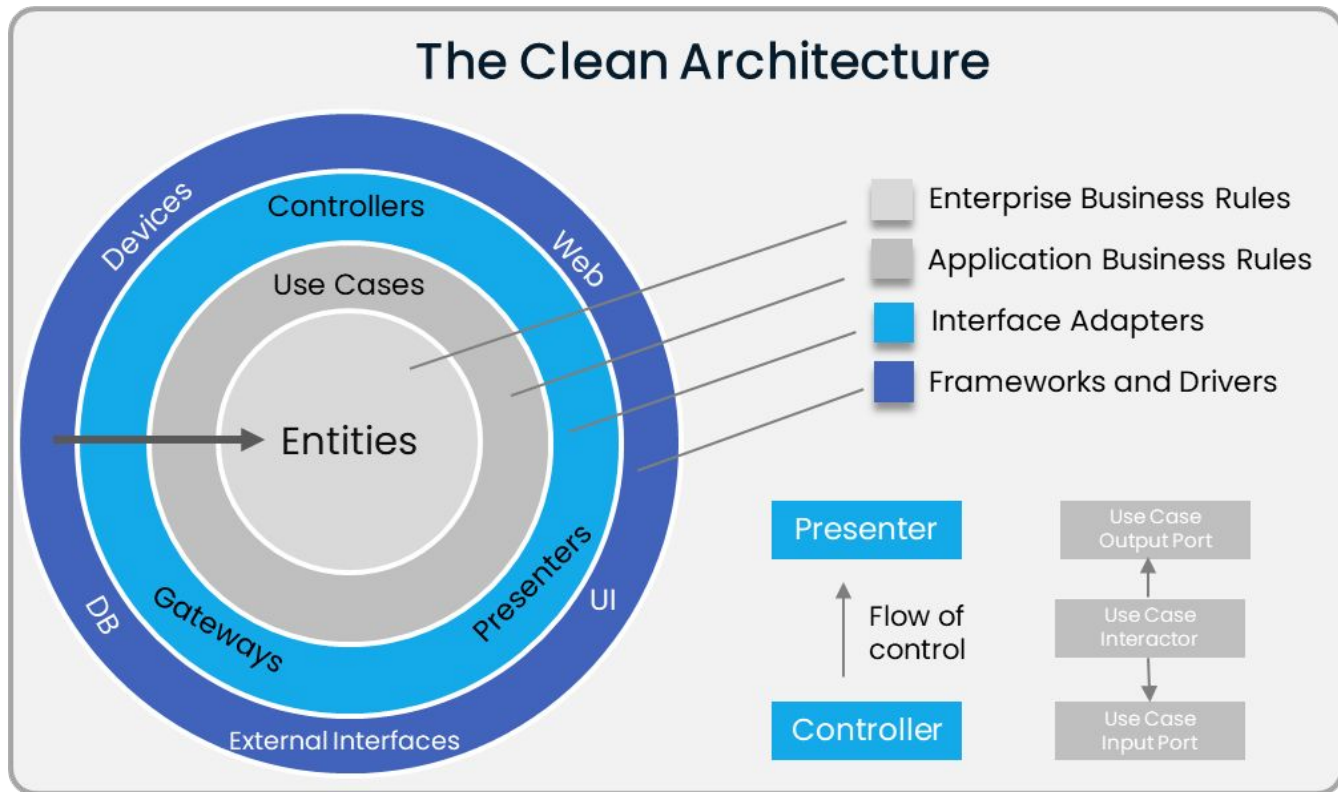 The Clean Architecture
Devices
Controllers
Web
Use Cases
Entities
DB
Gateways
Presenters
UI
External Interfaces
Enterprise Business Rules
Application Business Rules
Interface Adapters
Frameworks and Drivers
Presenter
Flow of
control
Controller
Use Case
Output Port
Use Case
Interactor
Use Case
Input Port